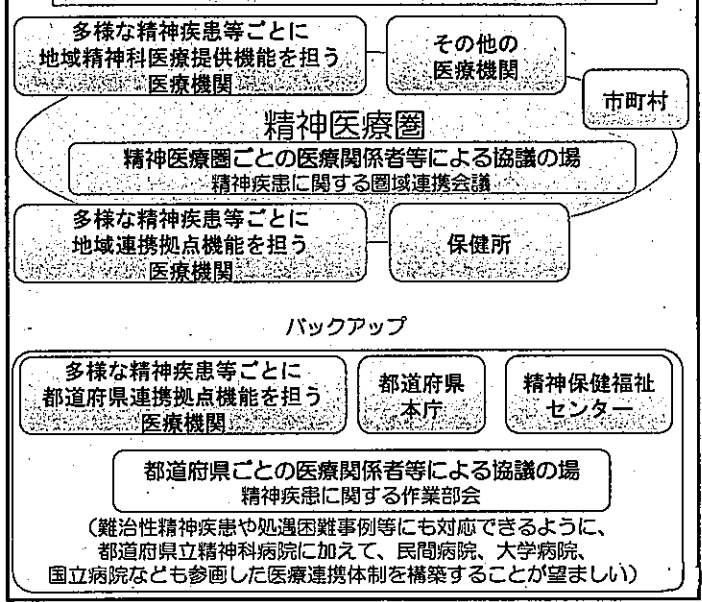 多様な精神疾患等ごとに
地域精神科医療提供機能を担う
医療機関
その他の
医療機関
市町村
精神医療圏
精神医療圏ごとの医療関係者等による協議の場
精神疾患に関する圏域連携会議
多様な精神疾患等ごとに
地域連携拠点機能を担う
医療機関
保健所
バックアップ
多様な精神疾患等ごとに
都道府県連携拠点機能を担う
医療機関
都道府県
本庁
精神保健福祉
センター
都道府県ごとの医療関係者等による協議の場
精神疾患に関する作業部会
（難治性精神疾患や処遇困難事例等にも対応できるように、
都道府県立精神科病院に加えて、民間病院、大学病院、
国立病院なども参画した医療連携体制を構築することが望ましい）